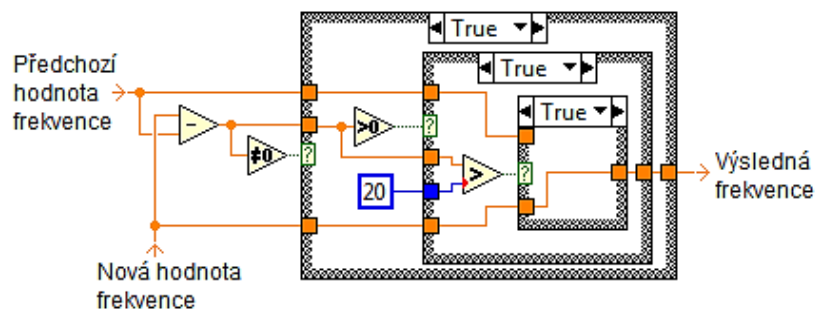 True
True
Předchozí
hodnota
frekvence
True
-
>0
?
≠0
?
>
?
20
Výsledná
frekvence
Nová hodnota
frekvence